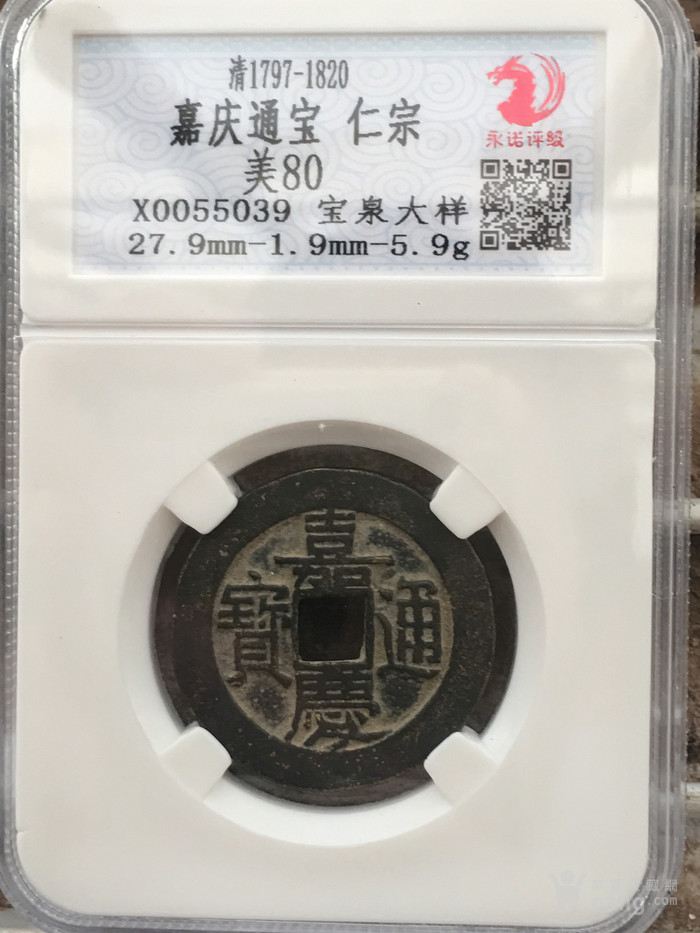 清1797-1820
嘉庆通宝 仁宗
美80
X0055039 宝泉大样
27.9mm-1.9mm-5.9g
永诺评级
嘉慶通寶